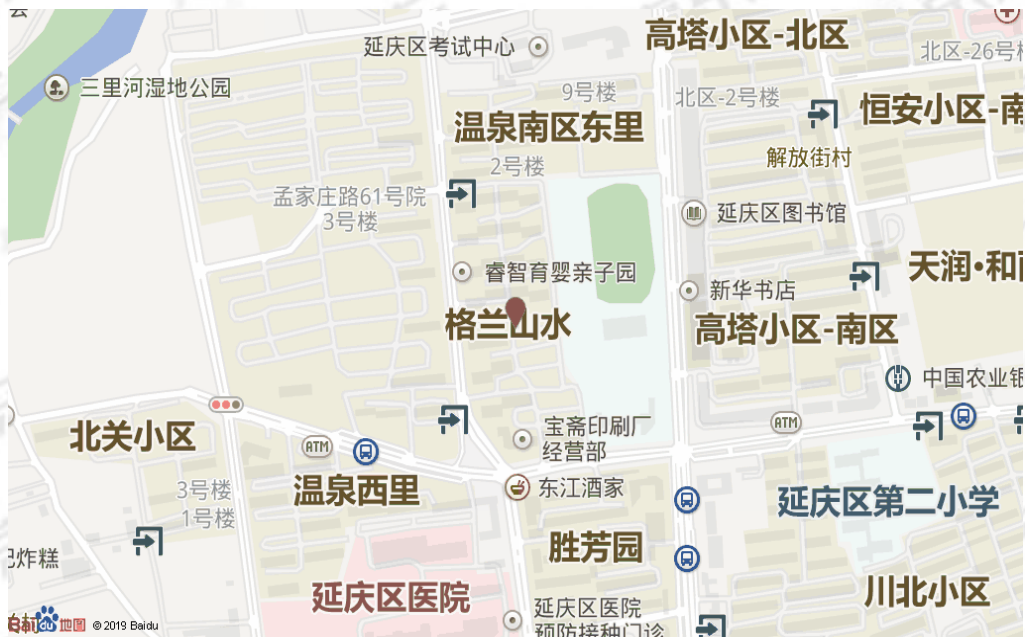 延庆区考试中心
高塔小区-北区
北区-26号
三里河湿地公园
9号楼
北区-2号楼
恒安小区-南
温泉南区东里
解放街村
2号楼
孟家庄路61号院
3号楼
延庆区图书馆
睿智育婴亲子园
天润·和
新华书店
格兰山水
高塔小区-南区
中国农业银
北关小区
ATM
ATM
宝斋印刷厂
经营部
3号楼
1号楼
温泉西里
东江酒家
延庆区第二小学
胜芳园
炸糕
延庆区医院
川北小区
延庆区医院
预防接种门诊
Bai du 地图 © 2019 Baidu